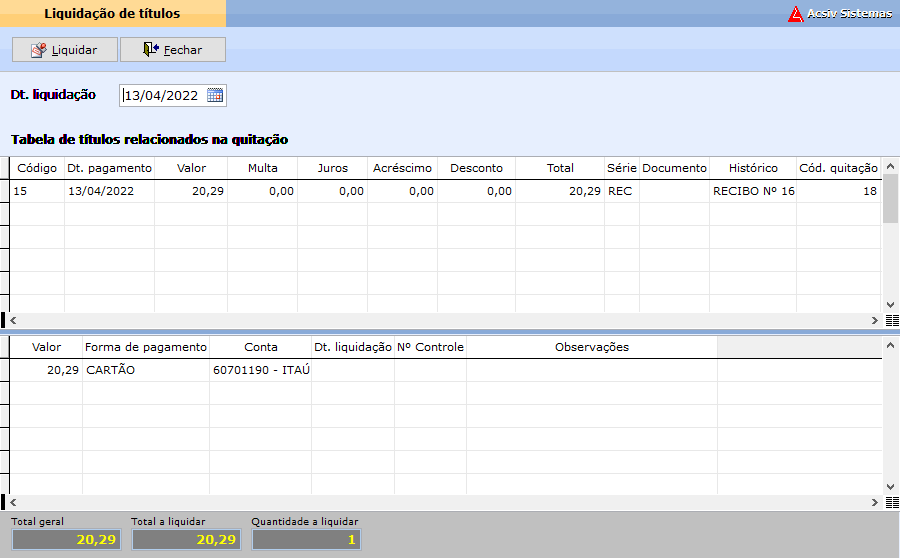 Liquidação de títulos
Acsiv Sistemas
Liquidar Fechar
Dt. liquidação 13/04/2022
Tabela de títulos relacionados na quitação
Código Dt. pagamento Valor Multa Juros Acréscimo Desconto Total Série Documento Histórico Cód. quitação
15 13/04/2022 20,29 0,00 0,00 0,00 0,00 20,29 REC RECIBO Nº 16 18
Valor Forma de pagamento Conta Dt. liquidação Nº Controle Observações
20,29 CARTÃO 60701190 - ITAÚ
Total geral Total a liquidar Quantidade a liquidar
20,29 20,29 1